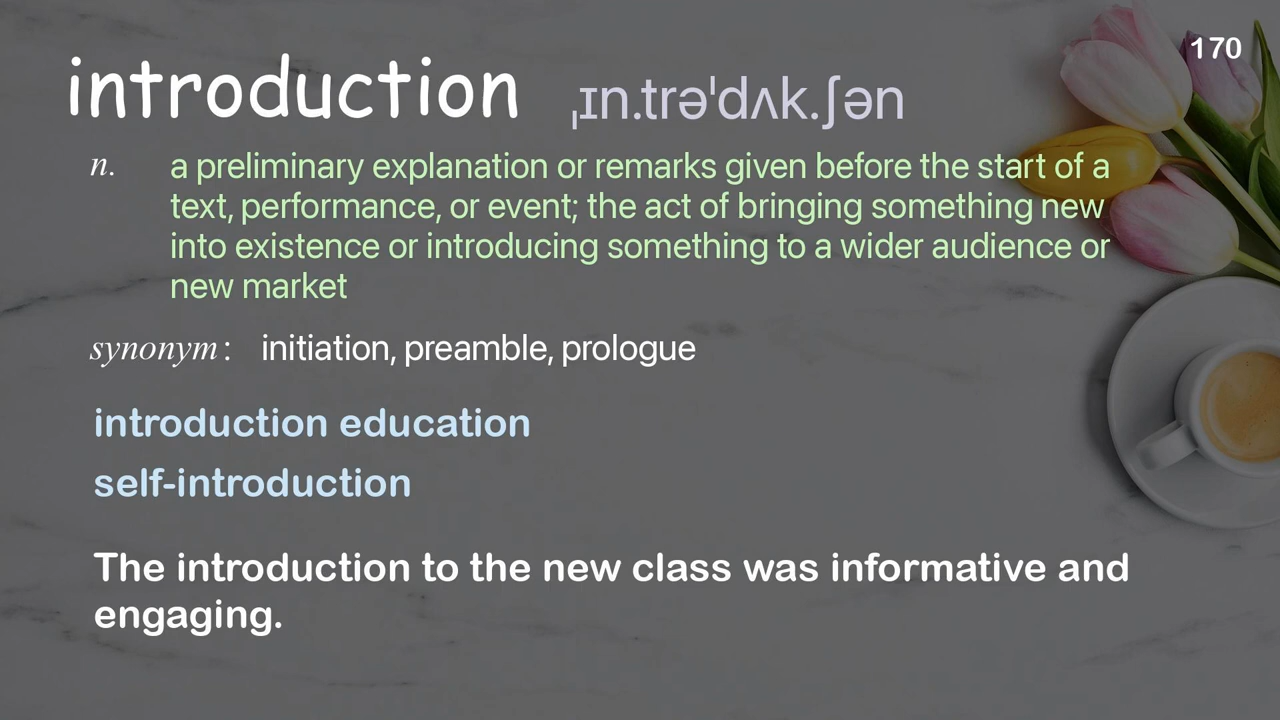 170
introduction ˌɪn.trəˈdʌk.ʃən
n. a preliminary explanation or remarks given before the start of a
text, performance, or event; the act of bringing something new
into existence or introducing something to a wider audience or
new market
synonym: initiation, preamble, prologue
introduction education
self-introduction
The introduction to the new class was informative and
engaging.